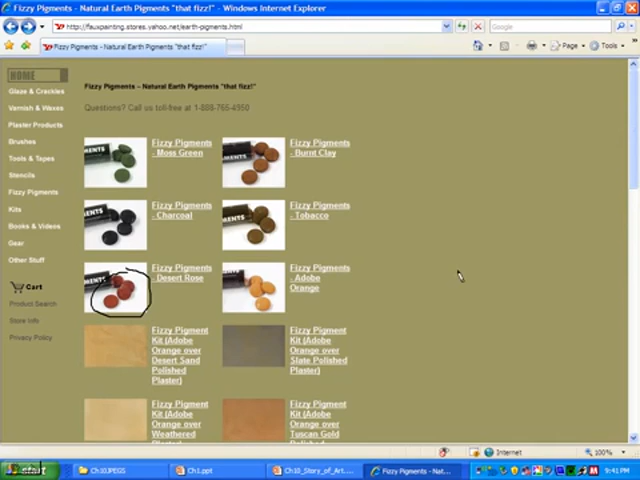 Fizzy Pigments - Natural Earth Pigments "that fizz!" - Windows Internet Explorer
http://fauxpainting.stores.yahoo.net/earth-pigments.html
Google
Fizzy Pigments - Natural Earth Pigments "that fizz!"
Page
Tools
HOME
Glaze & Crackles
Varnish & Waxes
Plaster Products
Brushes
Tools & Tapes
Stencils
Fizzy Pigments
Kits
Books & Videos
Gear
Other Stuff
Cart
Product Search
Store Info
Privacy Policy
Fizzy Pigments – Natural Earth Pigments "that fizz!"
Questions? Call us toll-free at 1-888-765-4950
Fizzy Pigments
- Moss Green
Fizzy Pigments
- Burnt Clay
Fizzy Pigments
- Charcoal
Fizzy Pigments
- Tobacco
Fizzy Pigments
- Desert Rose
Fizzy Pigments
- Adobe
Orange
Fizzy Pigment
Kit (Adobe
Orange over
Desert Sand
Polished
Plaster)
Fizzy Pigment
Kit (Adobe
Orange over
Slate Polished
Plaster)
Fizzy Pigment
Kit (Adobe
Orange over
Weathered
Fizzy Pigment
Kit (Adobe
Orange over
Tuscan Gold
Polished
Internet
100%
start
Ch10JPEGS
Ch1.ppt
Ch10_Story_of_Art....
Fizzy Pigments - Nat...
9:41 PM